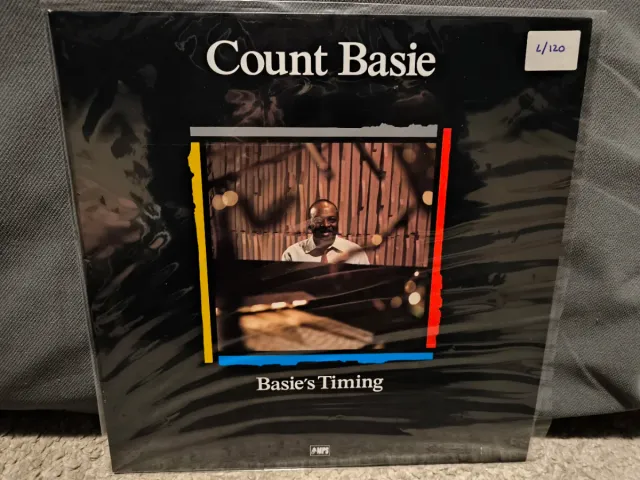 Count Basie
L/120
Basie's Timing
MPS